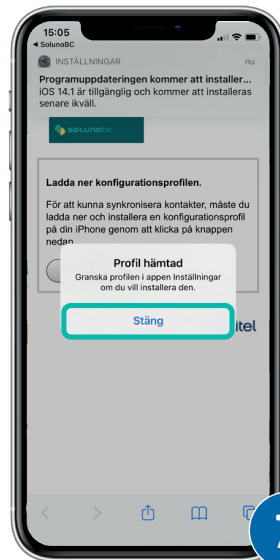 15:05
◀ SolunoBC
INSTÄLLNINGAR nu
Programuppdateringen kommer att installer...
iOS 14.1 är tillgänglig och kommer att installeras
senare ikväll.
solunobc
Ladda ner konfigurationsprofilen.
För att kunna synkronisera kontakter, måste du
ladda ner och installera en konfigurationsprofil
på din iPhone genom att klicka på knappen
nedan
Profil hämtad
Granska profilen i appen Inställningar
om du vill installera den.
Stäng
itel